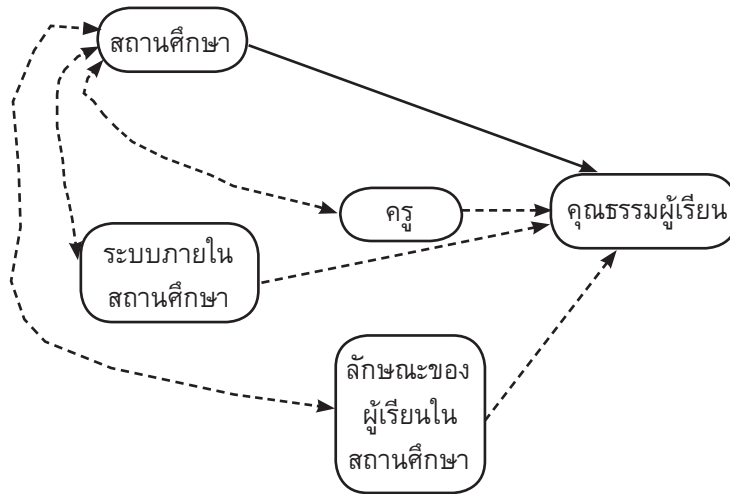 สถานศึกษา
ครู
คุณธรรมผู้เรียน
ระบบภายใน
สถานศึกษา
ลักษณะของ
ผู้เรียนใน
สถานศึกษา